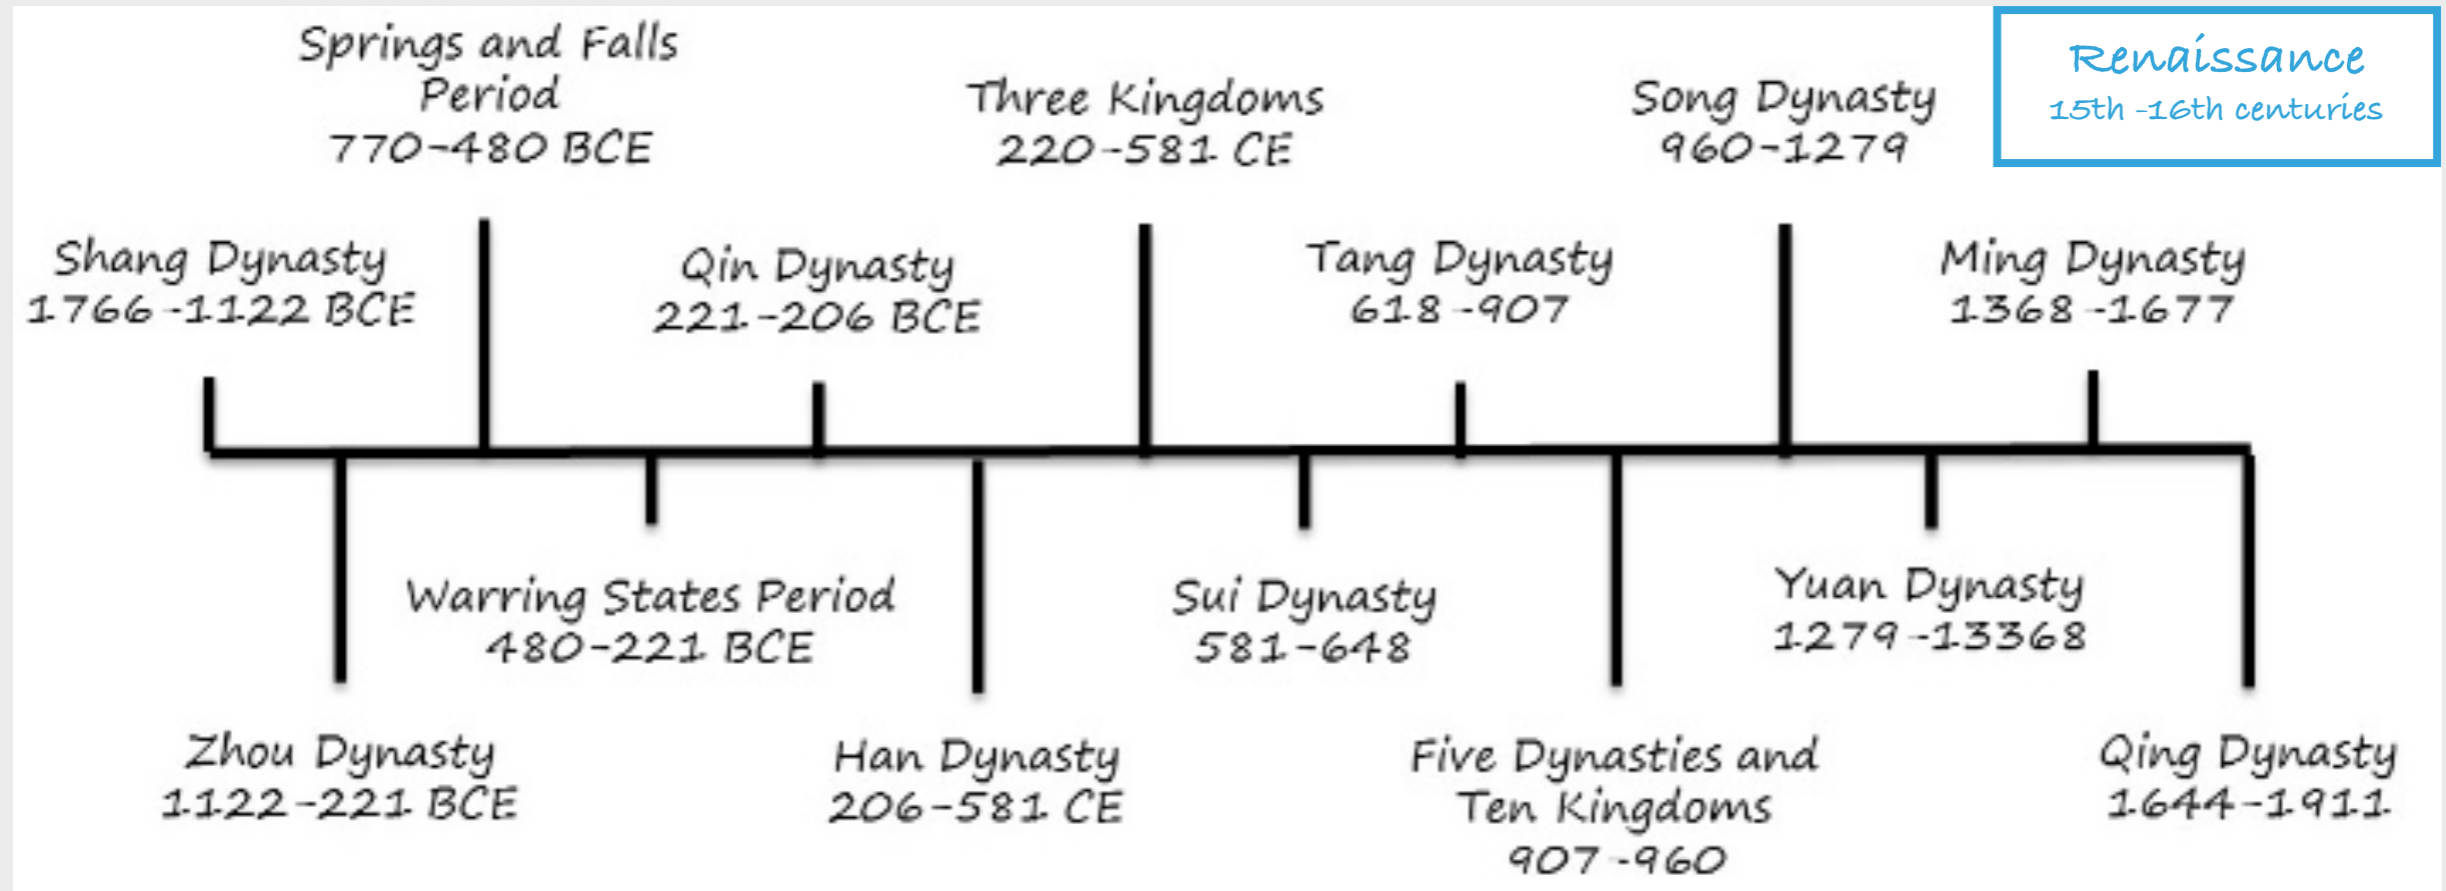 Springs and Falls
Period
770-480 BCE
Three Kingdoms
220-581 CE
Song Dynasty
960-1279
Renaissance
15th-16th centuries
Shang Dynasty
1766-1122 BCE
Qin Dynasty
221-206 BCE
Tang Dynasty
618-907
Ming Dynasty
1368-1677
Warring States Period
480-221 BCE
Sui Dynasty
581-648
Yuan Dynasty
1279-13368
Zhou Dynasty
1122-221 BCE
Han Dynasty
206-581 CE
Five Dynasties and
Ten Kingdoms
907-960
Qing Dynasty
1644-1911